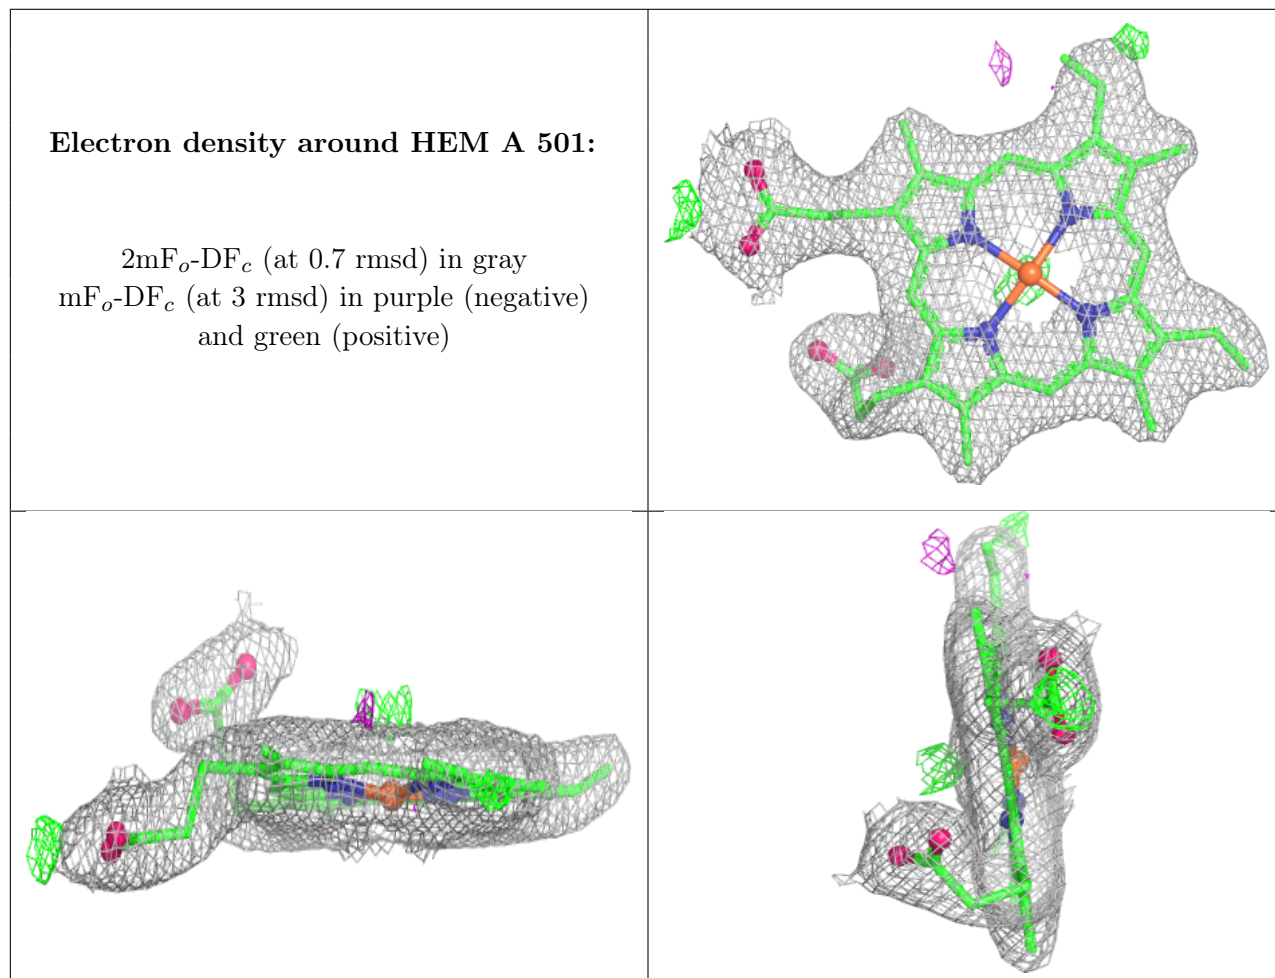 Electron density around HEM A 501:
2mFo-DFc (at 0.7 rmsd) in gray
mFo-DFc (at 3 rmsd) in purple (negative)
and green (positive)